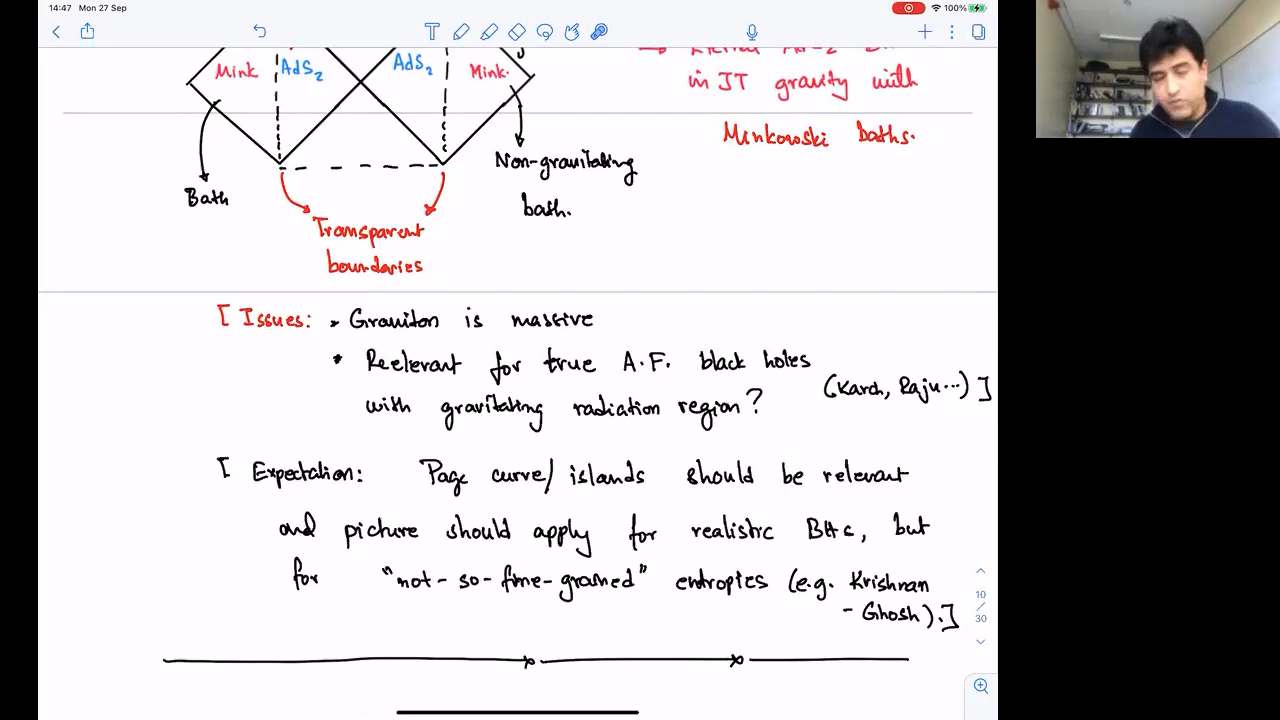 14:47 Mon 27 Sep
100%
Mink AdS₂ AdS₂ Mink.
in JT gravity with
Minkowski baths.
Bath
Non-gravitating
bath.
Transparent
boundaries
[ Issues: * Graviton is massive
* Relevant for true A.F. black holes
with gravitating radiation region?
(Karch, Raju...) ]
[ Expectation: Page curve/ islands should be relevant
and picture should apply for realistic BHs, but
for "not-so-fine-grained" entropies (e.g. Krishnan
- Ghosh).]
10
/
30